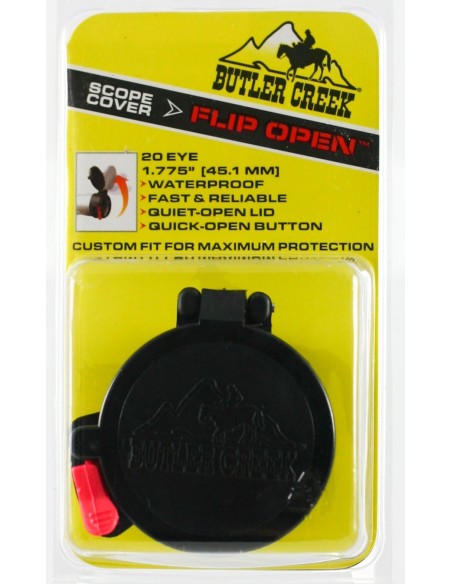 BUTLER CREEK®
SCOPE
COVER > FLIP OPEN™
20 EYE
1.775" [45.1 MM]
>WATERPROOF
>FAST & RELIABLE
>QUIET-OPEN LID
>QUICK-OPEN BUTTON
CUSTOM FIT FOR MAXIMUM PROTECTION
BUTLER CREEK